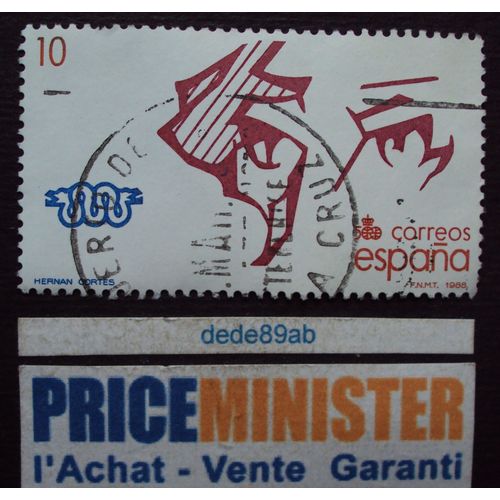 10
HERNAN CORTES
correos
españa
F.N.M.T. 1988
dede89ab
PRICEMINISTER
l'Achat - Vente Garanti